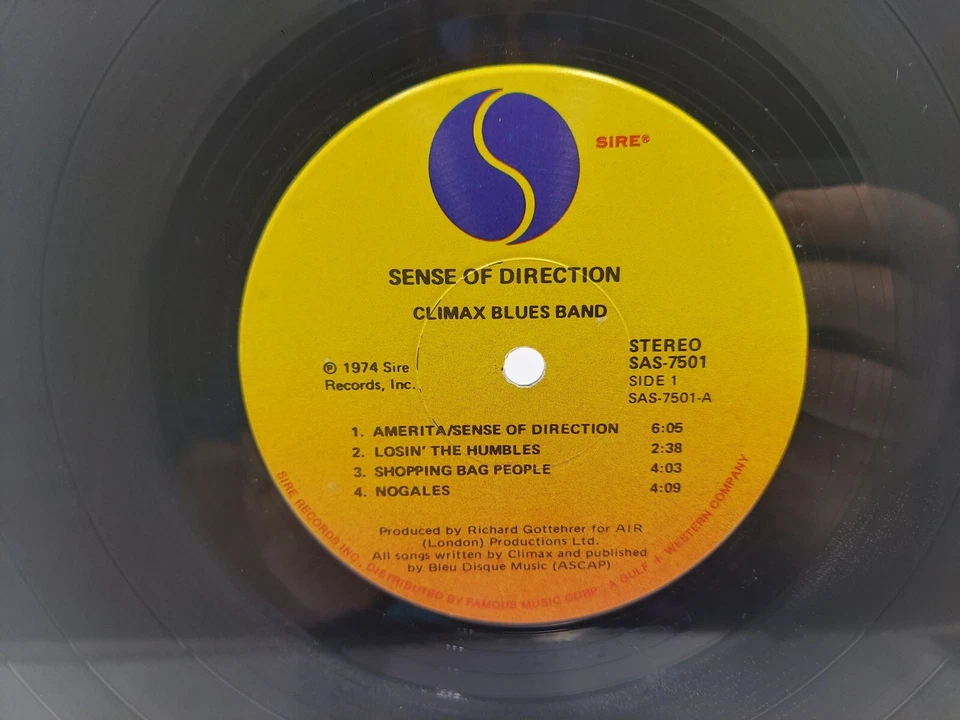 SIRE®
SENSE OF DIRECTION
CLIMAX BLUES BAND
℗ 1974 Sire
Records, Inc.
STEREO
SAS-7501
SIDE 1
SAS-7501-A
1. AMERITA/SENSE OF DIRECTION 6:05
2. LOSIN' THE HUMBLES 2:38
3. SHOPPING BAG PEOPLE 4:03
4. NOGALES 4:09
Produced by Richard Gottehrer for AIR
(London) Productions Ltd.
All songs written by Climax and published
by Bleu Disque Music (ASCAP)
SIRE RECORDS INC. DISTRIBUTED BY FAMOUS MUSIC CORP. A GULF + WESTERN COMPANY